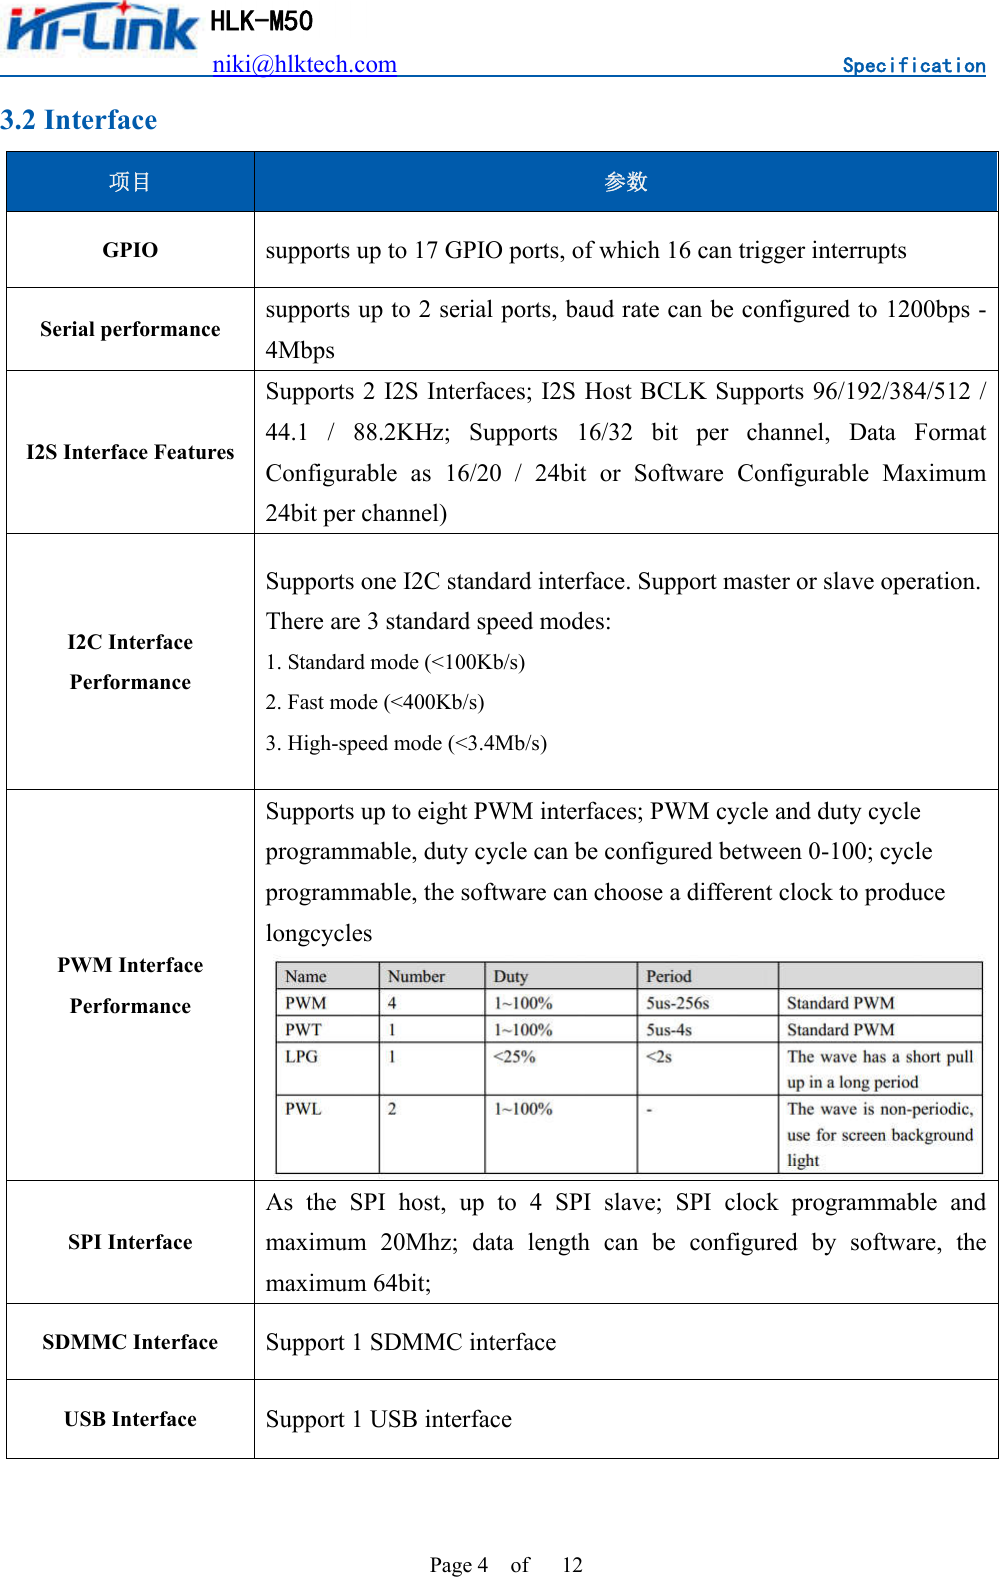 Hi-Link HLK-M50
niki@hlktech.com Specification
3.2 Interface
项目 参数
GPIO supports up to 17 GPIO ports, of which 16 can trigger interrupts
Serial performance supports up to 2 serial ports, baud rate can be configured to 1200bps -
4Mbps
I2S Interface Features Supports 2 I2S Interfaces; I2S Host BCLK Supports 96/192/384/512 /
44.1 / 88.2KHz; Supports 16/32 bit per channel, Data Format
Configurable as 16/20 / 24bit or Software Configurable Maximum
24bit per channel)
I2C Interface
Performance
Supports one I2C standard interface. Support master or slave operation.
There are 3 standard speed modes:
1. Standard mode (<100Kb/s)
2. Fast mode (<400Kb/s)
3. High-speed mode (<3.4Mb/s)
PWM Interface
Performance
Supports up to eight PWM interfaces; PWM cycle and duty cycle
programmable, duty cycle can be configured between 0-100; cycle
programmable, the software can choose a different clock to produce
longcycles
Name Number Duty Period
PWM 4 1~100% 5us-256s Standard PWM
PWT 1 1~100% 5us-4s Standard PWM
LPG 1 <25% <2s The wave has a short pull
up in a long period
PWL 2 1~100% - The wave is non-periodic,
use for screen background
light
SPI Interface
As the SPI host, up to 4 SPI slave; SPI clock programmable and
maximum 20Mhz; data length can be configured by software, the
maximum 64bit;
SDMMC Interface Support 1 SDMMC interface
USB Interface Support 1 USB interface
Page 4 of 12